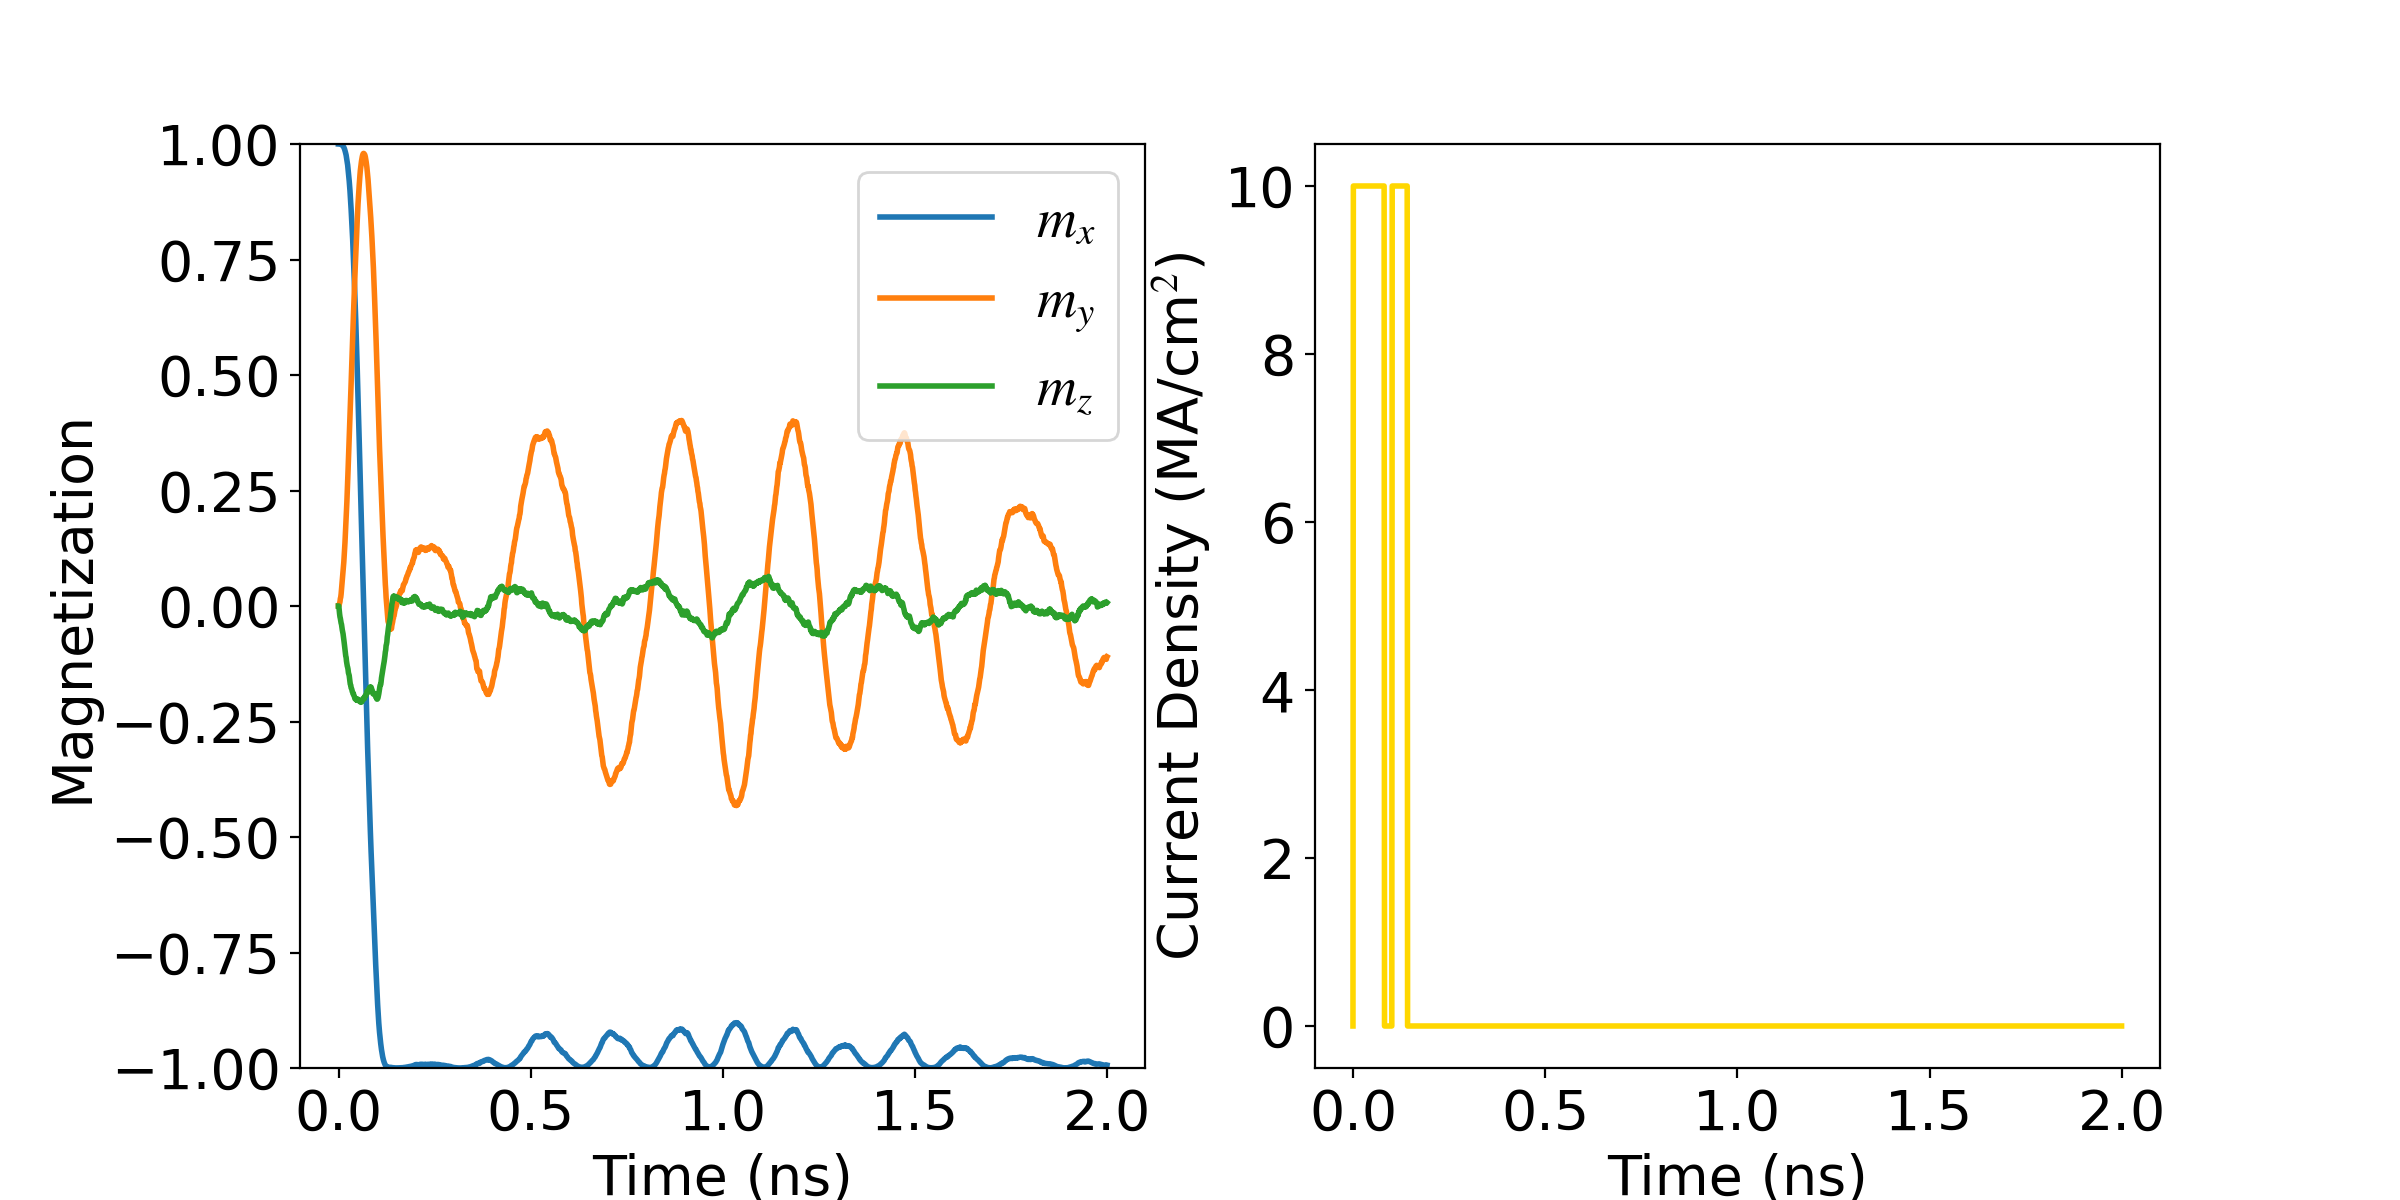 1.00
0.75
0.50
0.25
0.00
−0.25
−0.50
−0.75
−1.00
Magnetization
0.0 0.5 1.0 1.5 2.0
Time (ns)
m_x
m_y
m_z
10
8
6
4
2
0
Current Density (MA/cm²)
0.0 0.5 1.0 1.5 2.0
Time (ns)